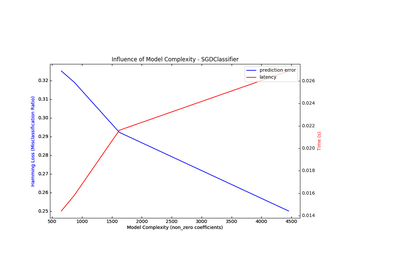 Influence of Model Complexity - SGDClassifier
prediction error
latency
0.32
0.31
0.30
0.29
0.28
0.27
0.26
0.25
Hamming Loss (Misclassification Ratio)
0.026
0.024
0.022
0.020
0.018
0.016
0.014
Time (s)
500 1000 1500 2000 2500 3000 3500 4000 4500
Model Complexity (non_zero coefficients)